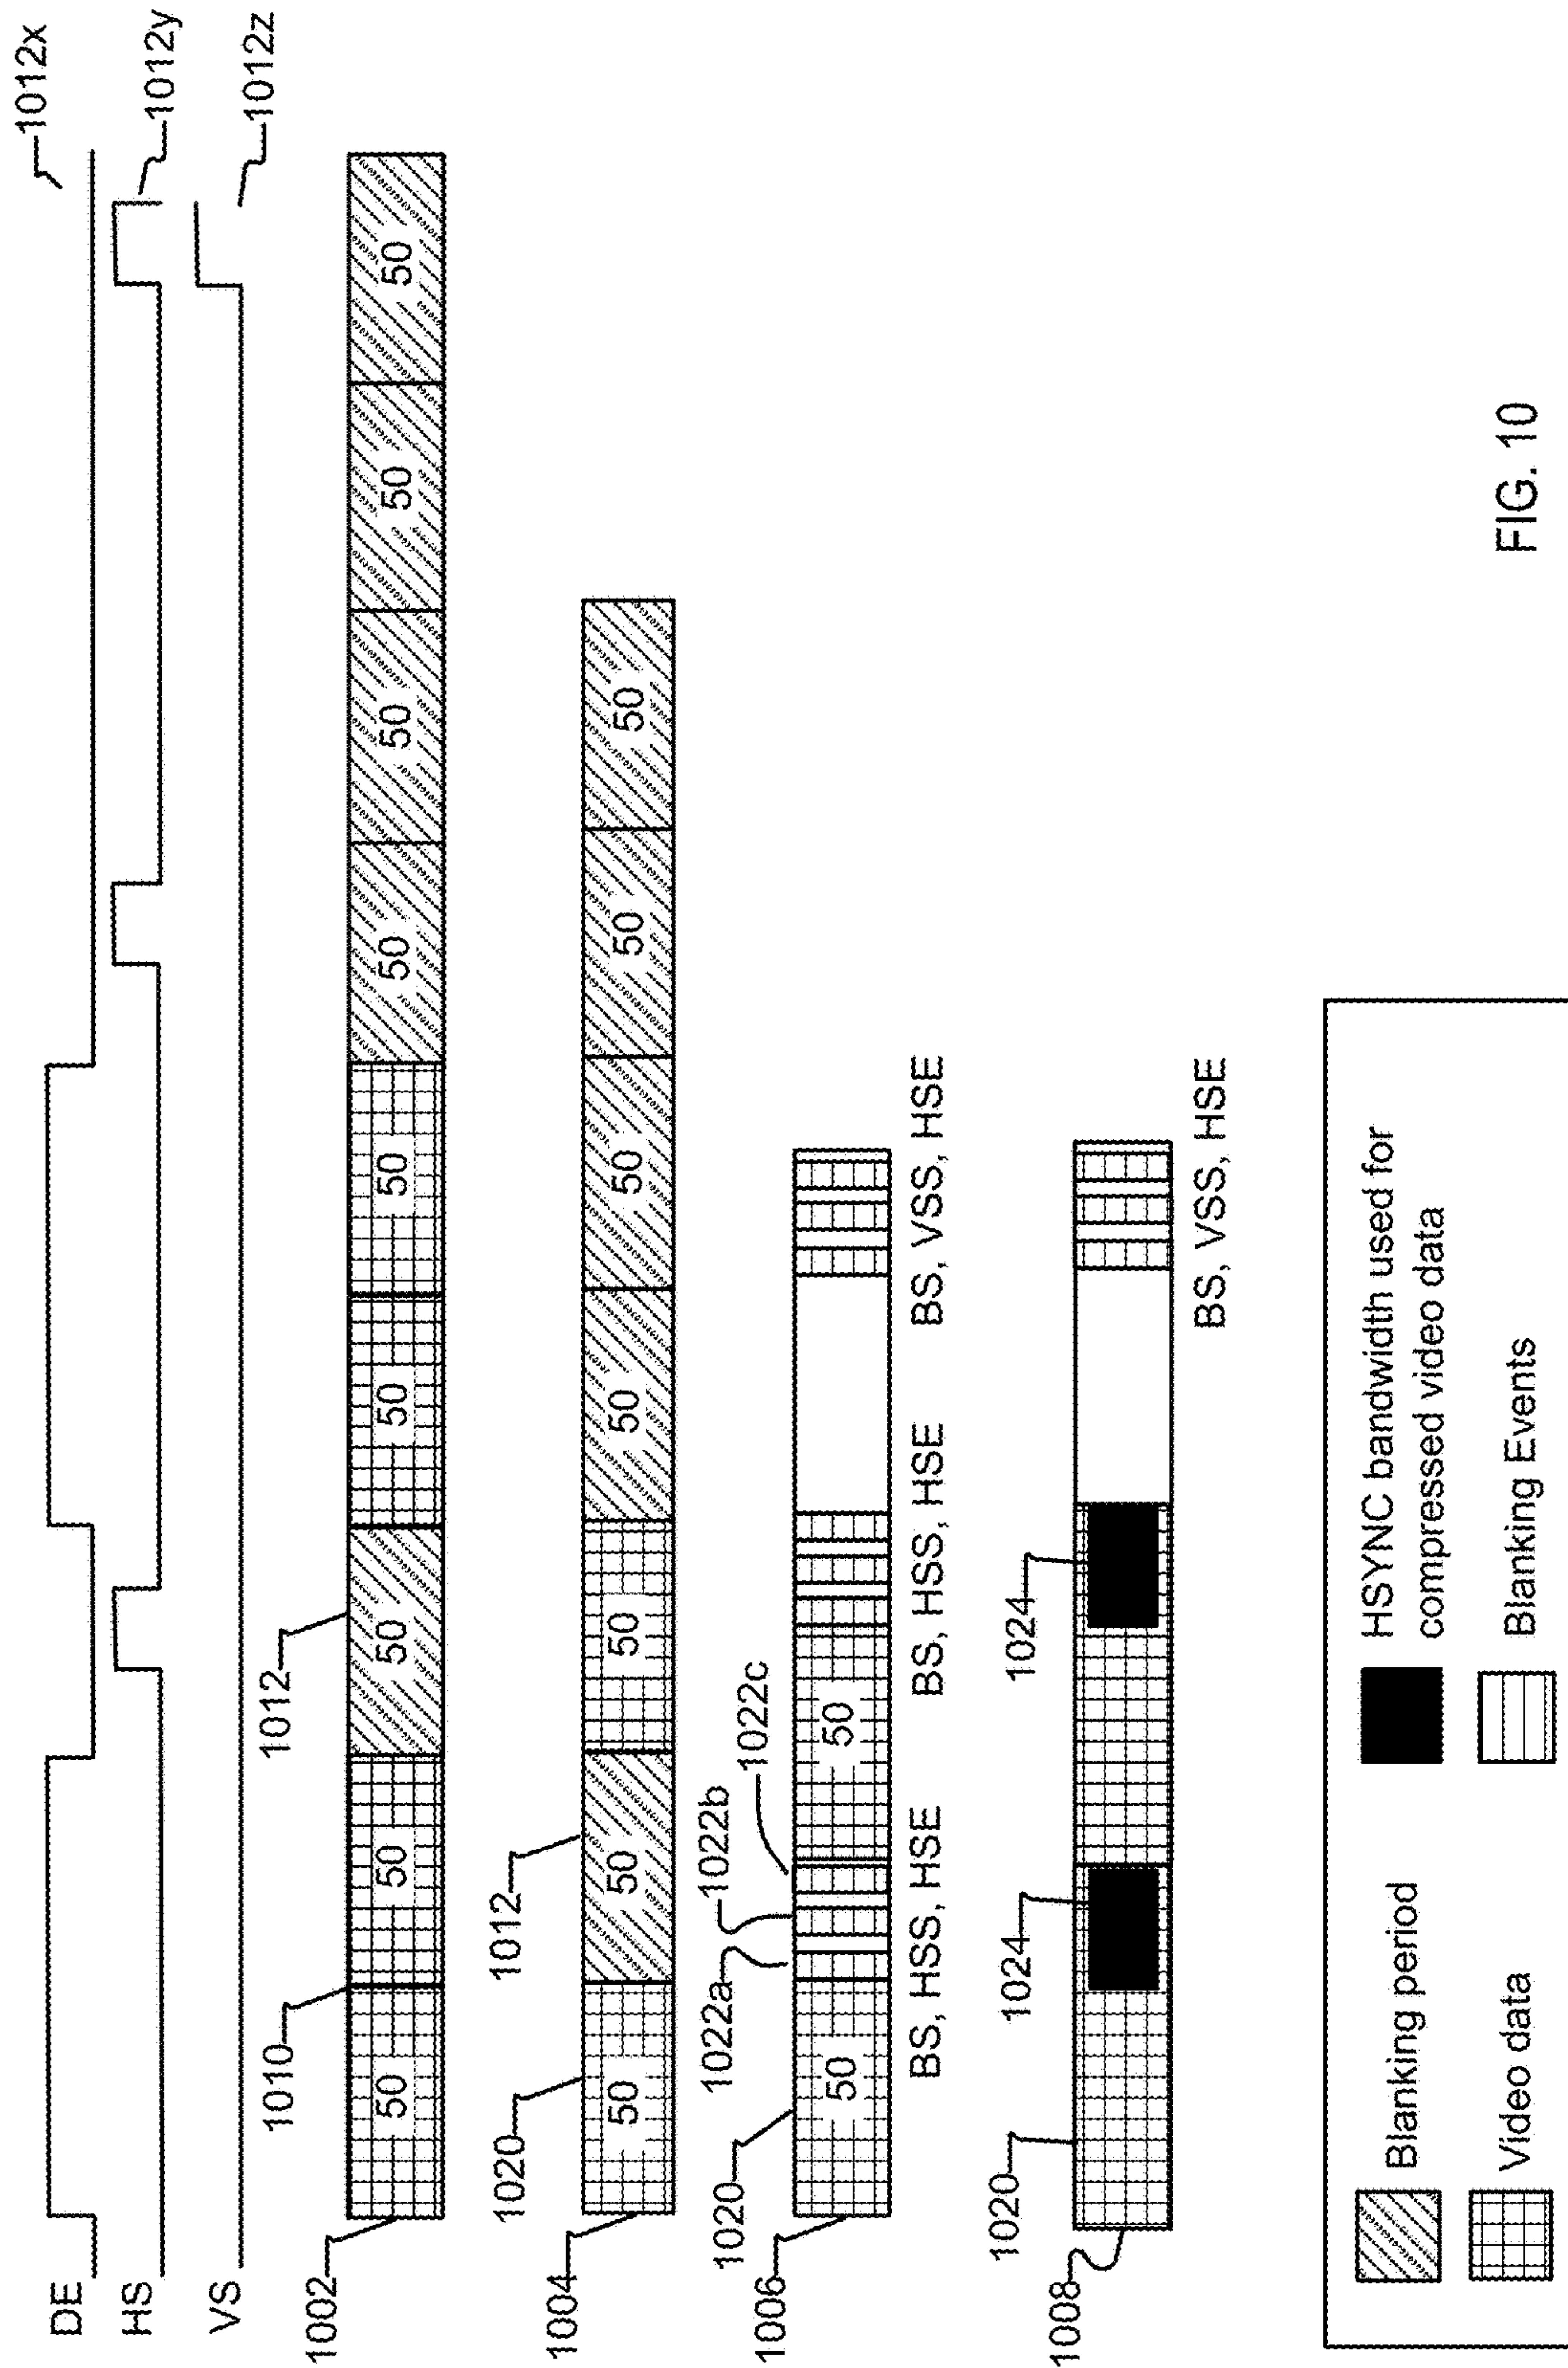 DE
1012x
HS
1012y
VS
1012z
1010
1012
1002
50 50 50 50 50 50 50 50 50
1020
1012
1004
50 50 50 50 50 50 50
1020
1022a
1022b
1022c
1006
50 50
BS, HSS, HSE BS, HSS, HSE BS, VSS, HSE
1020
1024
1024
1008
BS, VSS, HSE
Blanking period
HSYNC bandwidth used for
compressed video data
Video data
Blanking Events
FIG. 10